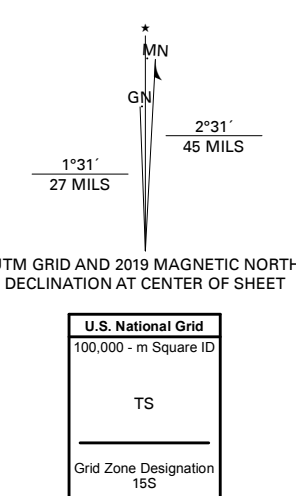 ★
MN
GN
2°31´
45 MILS
1°31´
27 MILS
UTM GRID AND 2019 MAGNETIC NORTH
DECLINATION AT CENTER OF SHEET
U.S. National Grid
100,000 - m Square ID
TS
Grid Zone Designation
15S